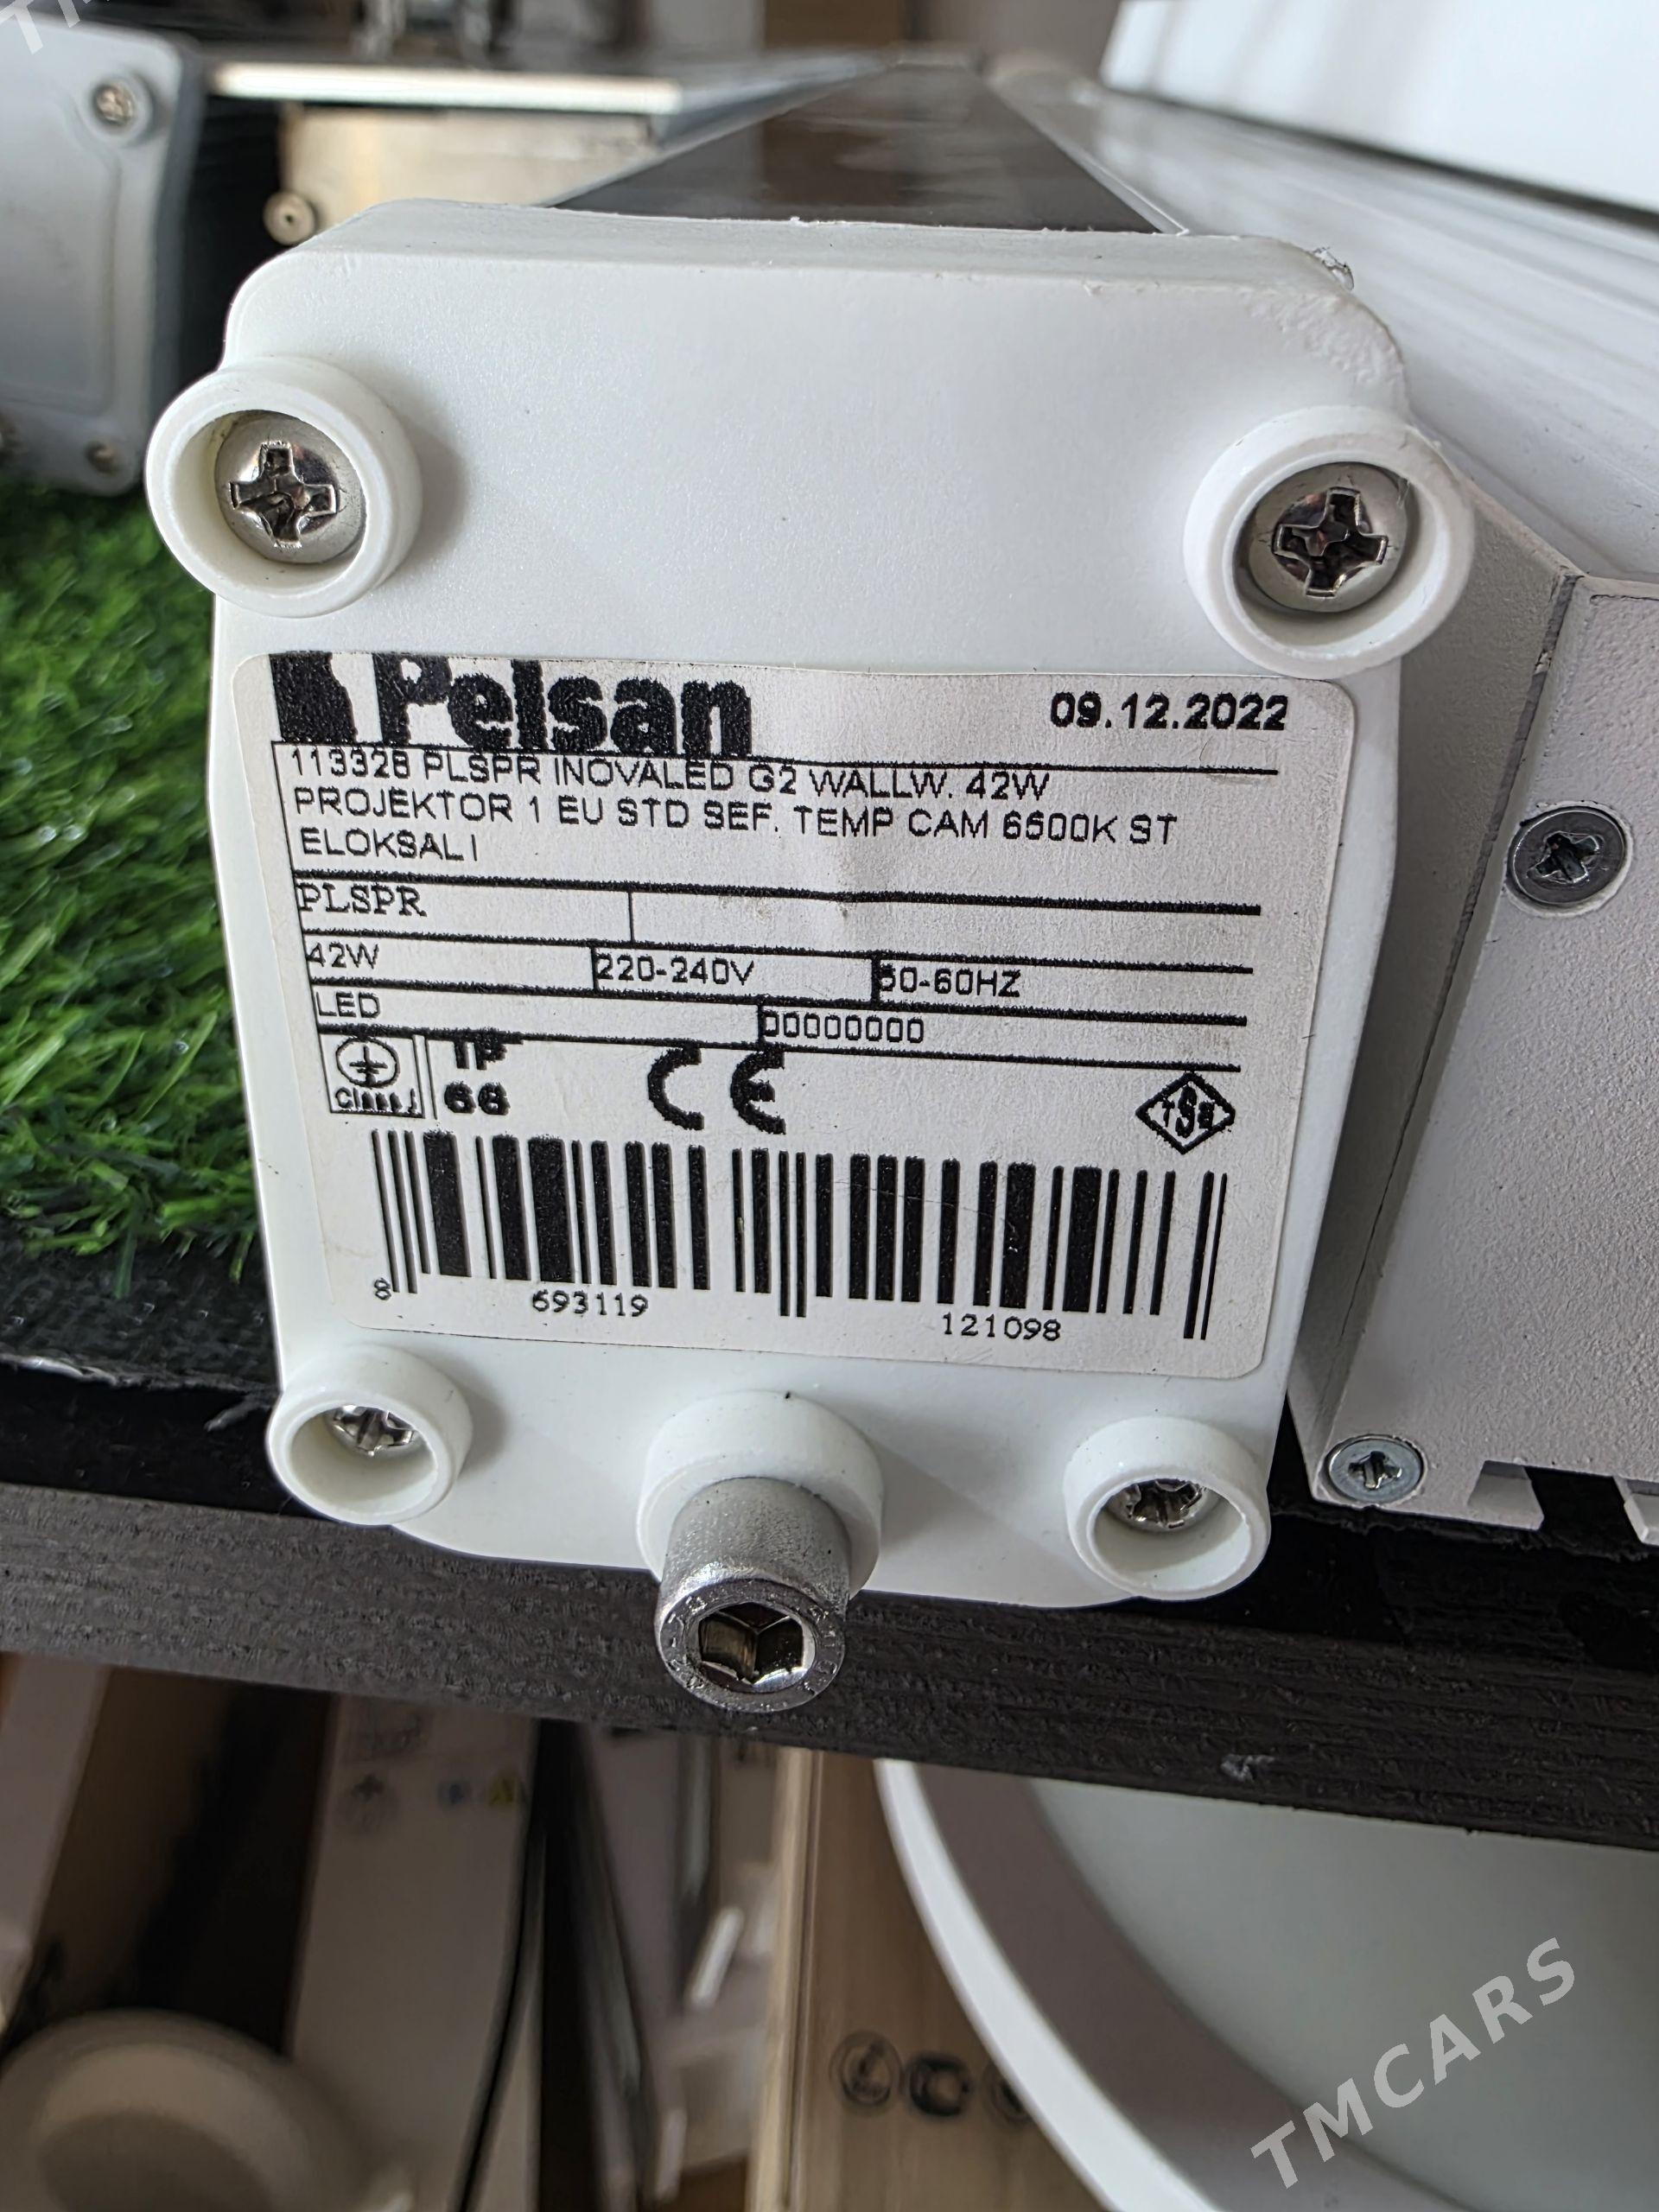 Pelsan 09.12.2022
113328 PLSPR INOVALED G2 WALLW. 42W
PROJEKTOR 1 EU STD SEF. TEMP CAM 6500K ST
ELOKSALI
PLSPR
42W 220-240V 50-60HZ
LED 00000000
Class I IP 66 CE TSE
8 693119 121098
TMCARS